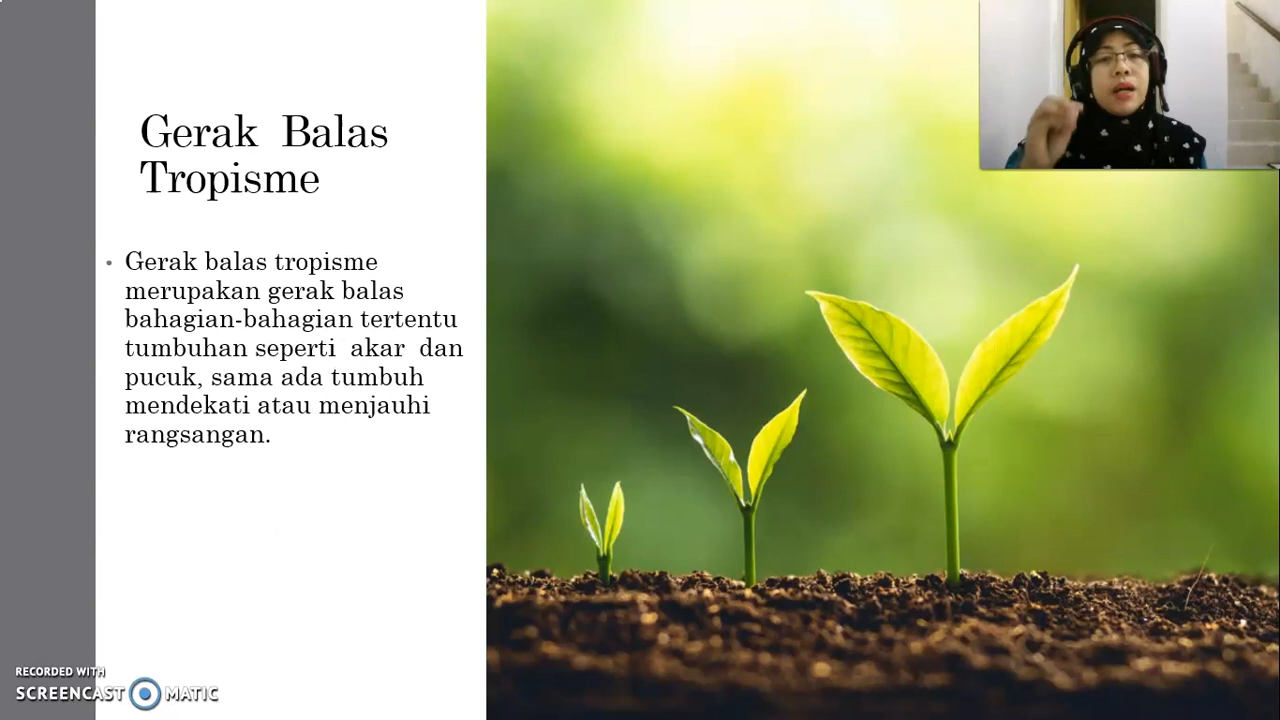 Gerak Balas
Tropisme
• Gerak balas tropisme
merupakan gerak balas
bahagian-bahagian tertentu
tumbuhan seperti akar dan
pucuk, sama ada tumbuh
mendekati atau menjauhi
rangsangan.
RECORDED WITH
SCREENCAST MATIC